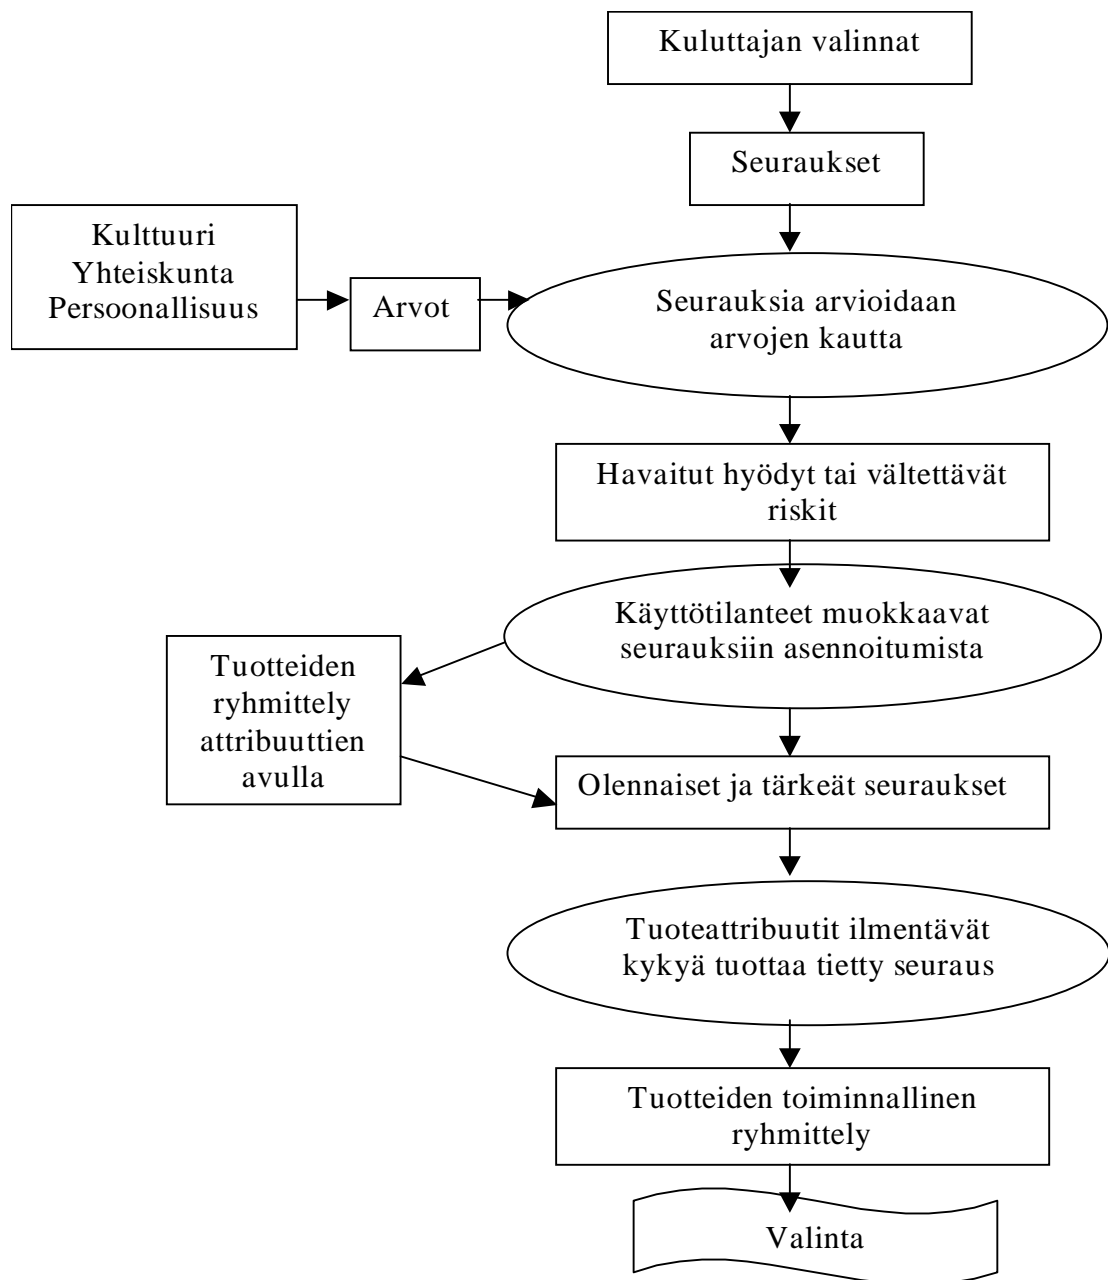 Kuluttajan valinnat
Seuraukset
Kulttuuri
Yhteiskunta
Persoonallisuus
Arvot
Seurauksia arvioidaan
arvojen kautta
Havaitut hyödyt tai vältettävät
riskit
Käyttötilanteet muokkaavat
seurauksiin asennoitumista
Tuotteiden
ryhmittely
attribuuttien
avulla
Olennaiset ja tärkeät seuraukset
Tuoteattribuutit ilmentävät
kykyä tuottaa tietty seuraus
Tuotteiden toiminnallinen
ryhmittely
Valinta